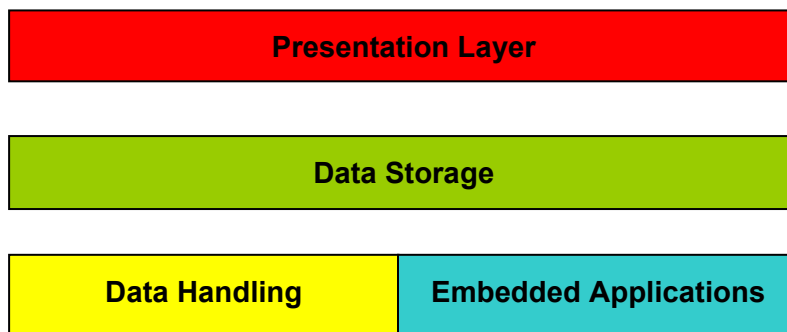 Presentation Layer
Data Storage
Data Handling
Embedded Applications